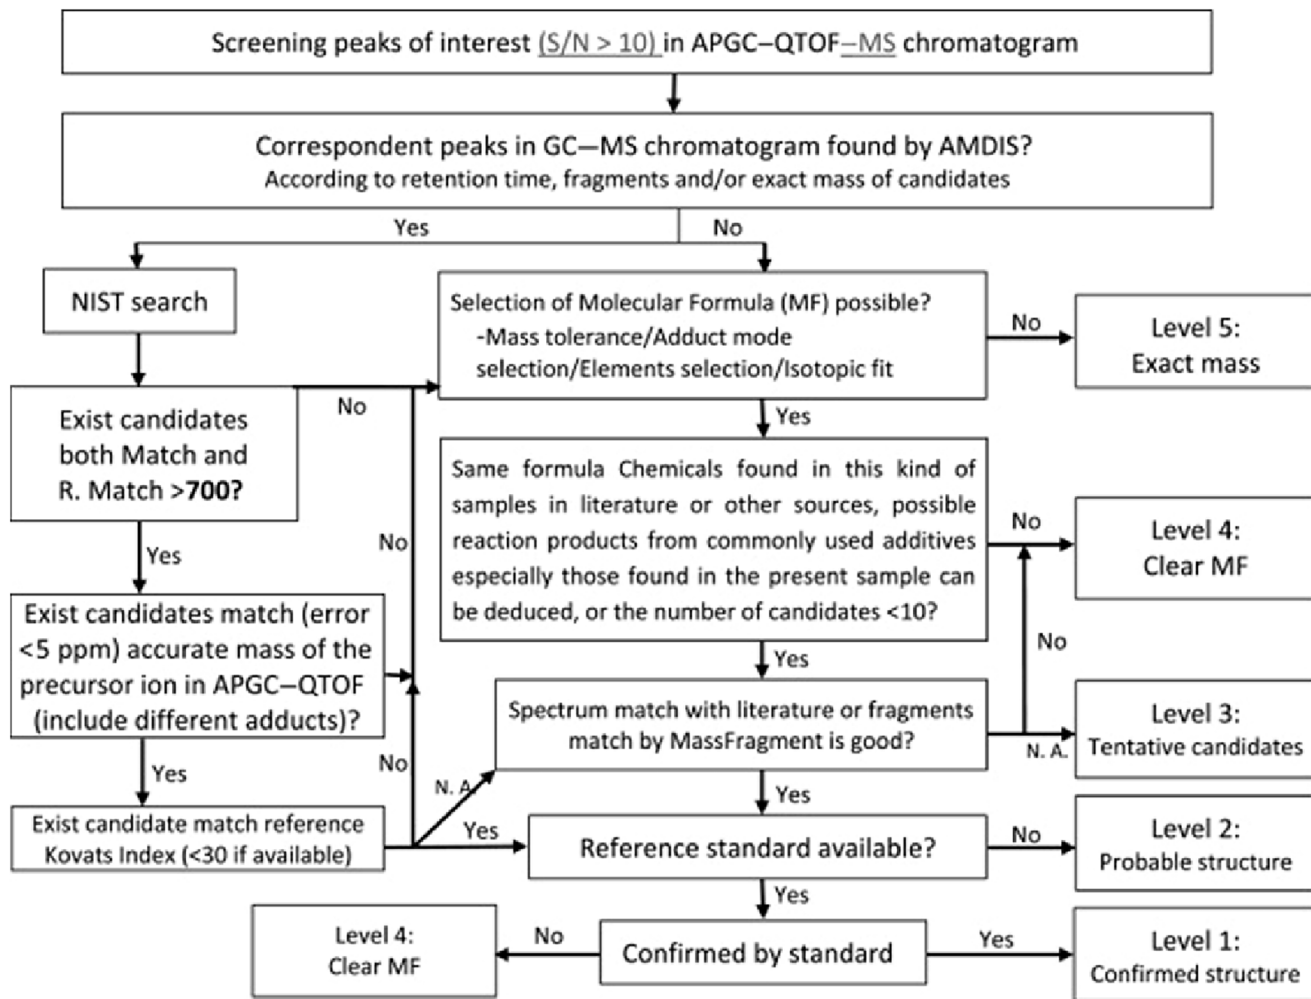 Screening peaks of interest (S/N > 10) in APGC–QTOF–MS chromatogram
Correspondent peaks in GC—MS chromatogram found by AMDIS?
According to retention time, fragments and/or exact mass of candidates
Yes
No
NIST search
Selection of Molecular Formula (MF) possible?
-Mass tolerance/Adduct mode
selection/Elements selection/Isotopic fit
No
Level 5:
Exact mass
No
Yes
Exist candidates
both Match and
R. Match >700?
Same formula Chemicals found in this kind of
samples in literature or other sources, possible
reaction products from commonly used additives
especially those found in the present sample can
be deduced, or the number of candidates <10?
No
Level 4:
Clear MF
Yes
No
Exist candidates match (error
<5 ppm) accurate mass of the
precursor ion in APGC–QTOF
(include different adducts)?
Yes
No
Spectrum match with literature or fragments
match by MassFragment is good?
N. A.
Level 3:
Tentative candidates
Yes
No
N. A.
Yes
Exist candidate match reference
Kovats Index (<30 if available)
Yes
Reference standard available?
No
Level 2:
Probable structure
Yes
Level 4:
Clear MF
No
Confirmed by standard
Yes
Level 1:
Confirmed structure